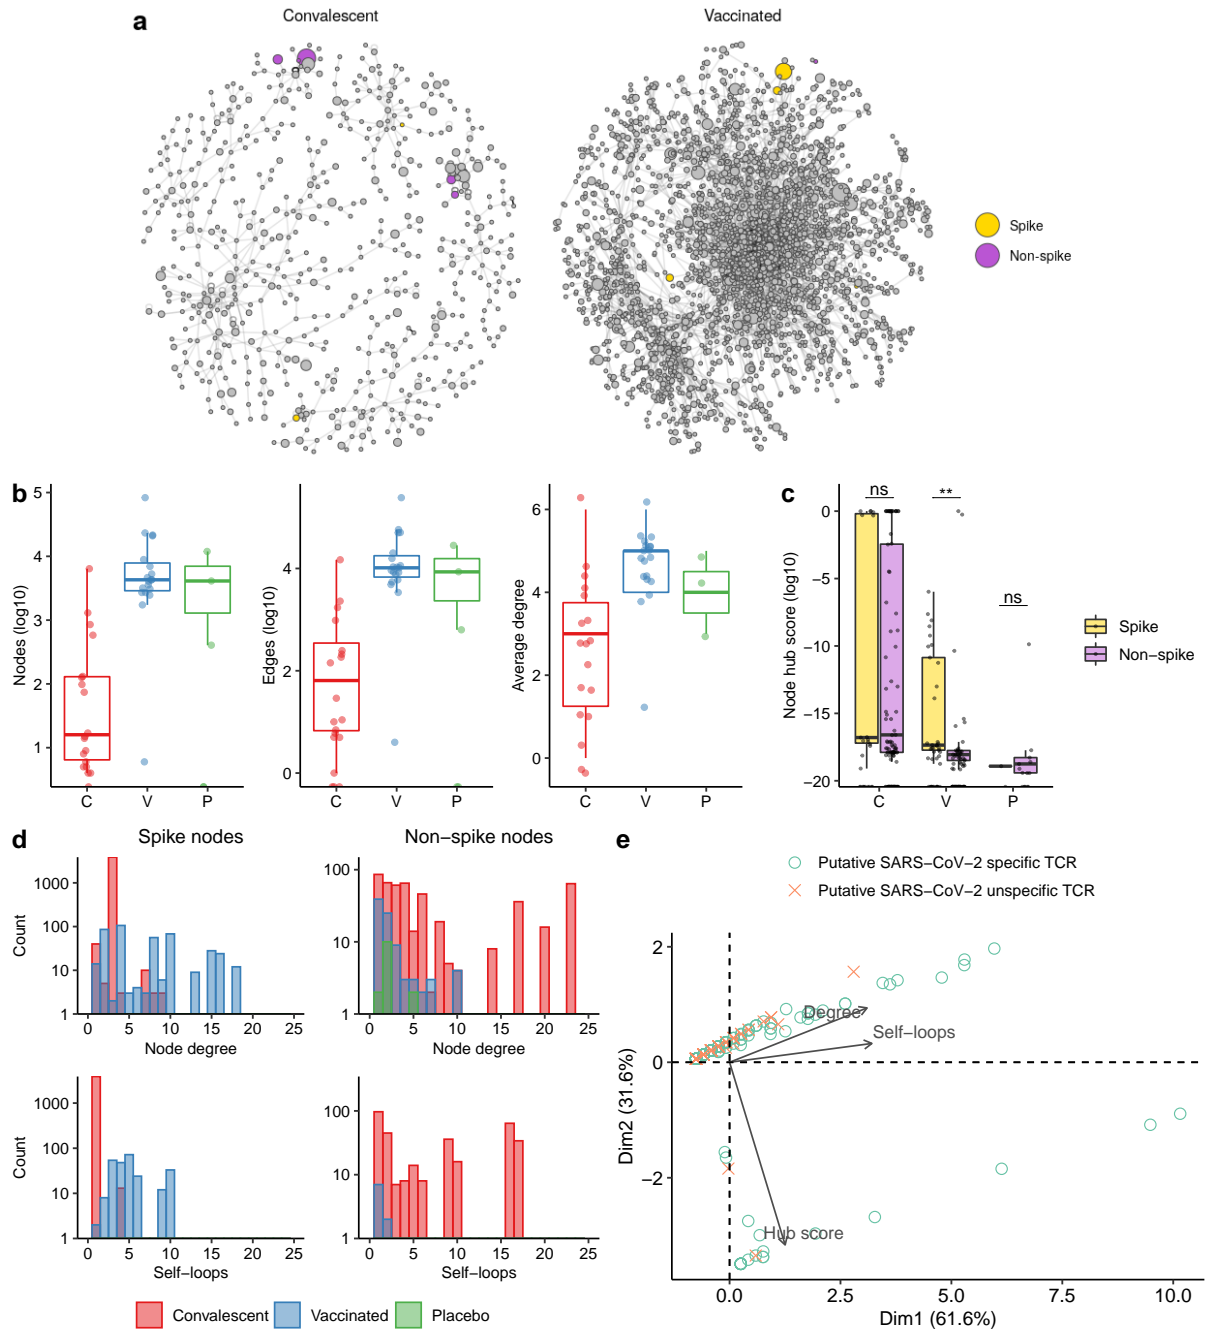 a
Convalescent
Vaccinated
Spike
Non-spike
b
Nodes (log10)
5
4
3
2
1
C
V
P
Edges (log10)
4
2
0
C
V
P
Average degree
6
4
2
0
C
V
P
c
Node hub score (log10)
0
−5
−10
−15
−20
ns
**
ns
C
V
P
Spike
Non−spike
d
Spike nodes
Non−spike nodes
Count
1000
100
10
1
0
5
10
15
20
25
Node degree
100
10
1
0
5
10
15
20
25
Node degree
Count
1000
100
10
1
0
5
10
15
20
25
Self−loops
100
10
1
0
5
10
15
20
25
Self−loops
Convalescent
Vaccinated
Placebo
e
Putative SARS−CoV−2 specific TCR
Putative SARS−CoV−2 unspecific TCR
Dim2 (31.6%)
2
0
−2
Degree
Self−loops
Hub score
0.0
2.5
5.0
7.5
10.0
Dim1 (61.6%)